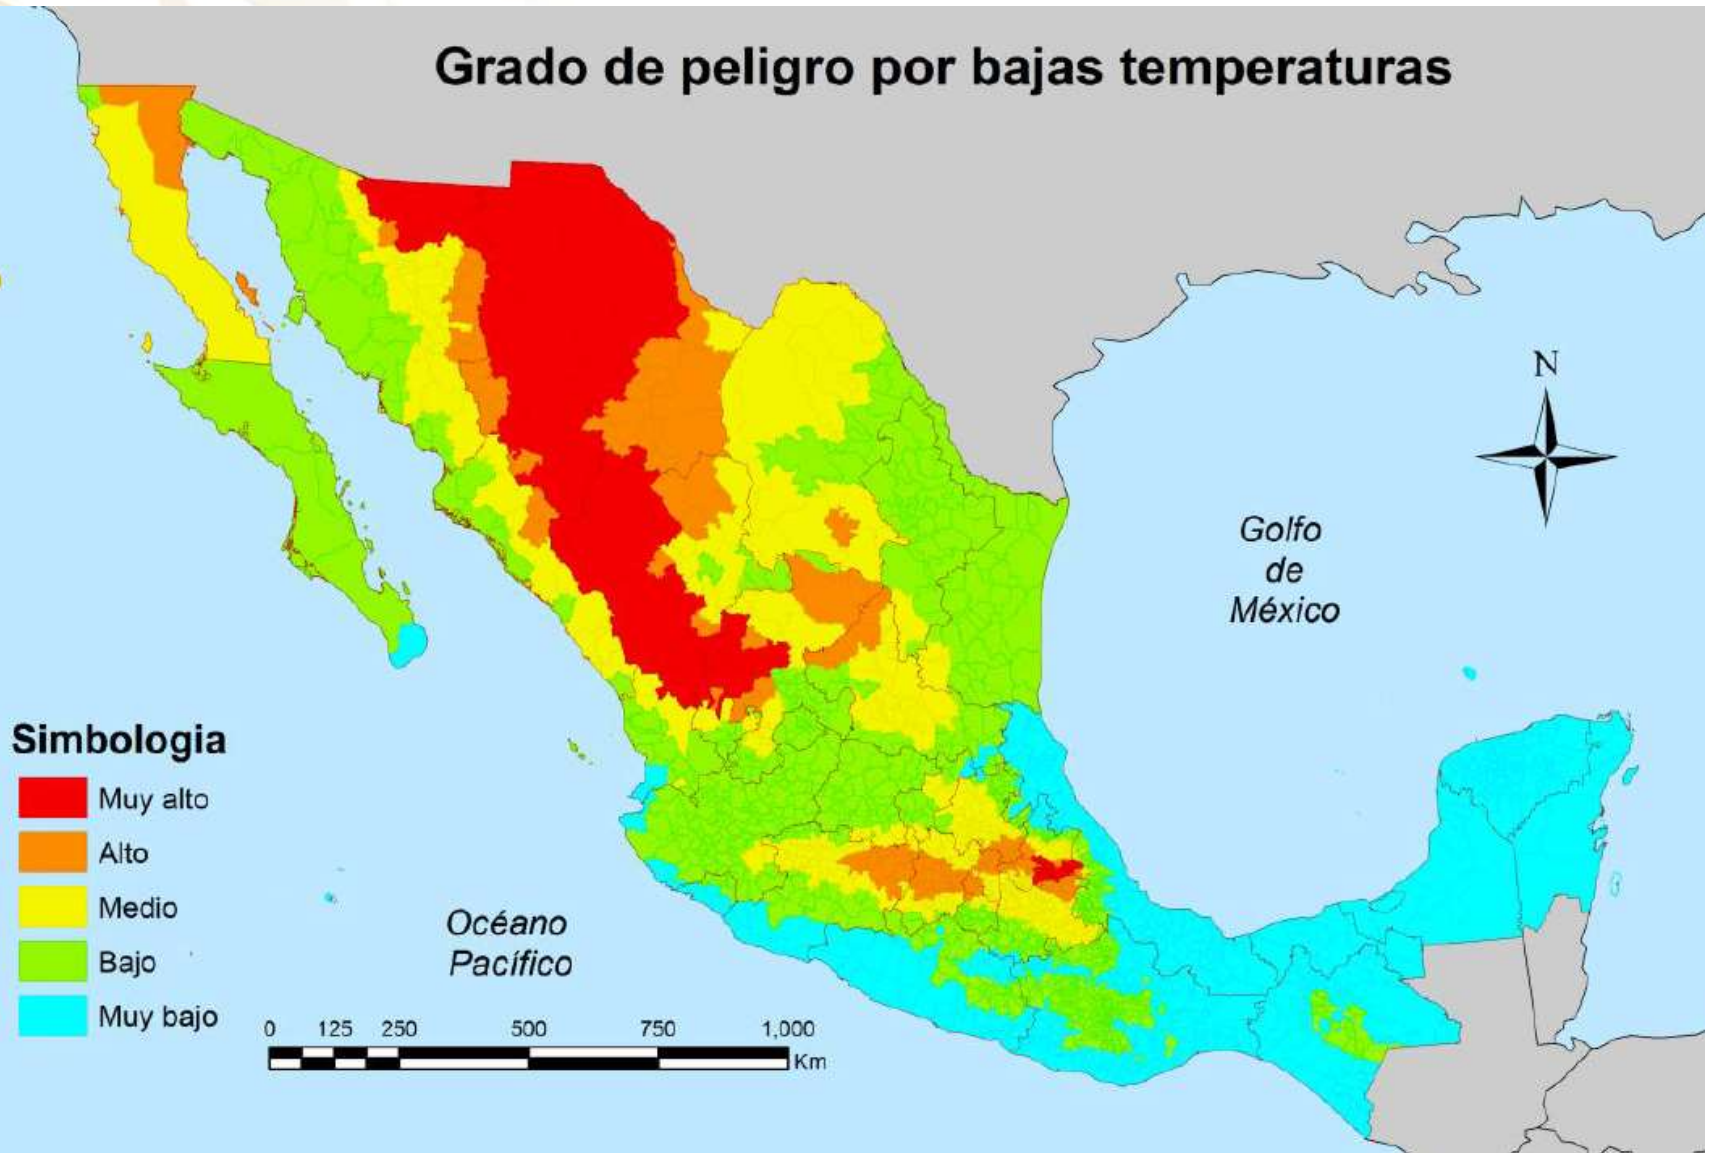 Grado de peligro por bajas temperaturas
N
Golfo
de
México
Simbologia
Muy alto
Alto
Medio
Bajo
Muy bajo
Océano
Pacífico
0 125 250 500 750 1,000
Km